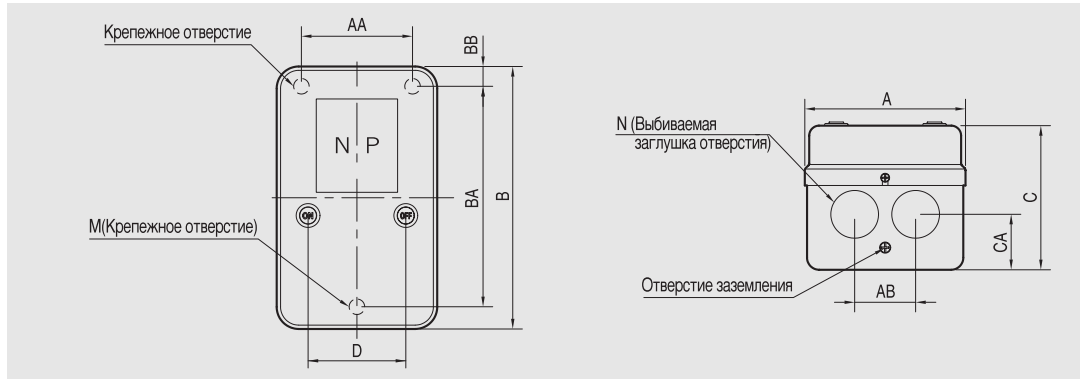 Крепежное отверстие
AA
BB
N P
BA
B
ON
OFF
М(Крепежное отверстие)
D
A
N (Выбиваемая
заглушка отверстия)
C
CA
Отверстие заземления
AB